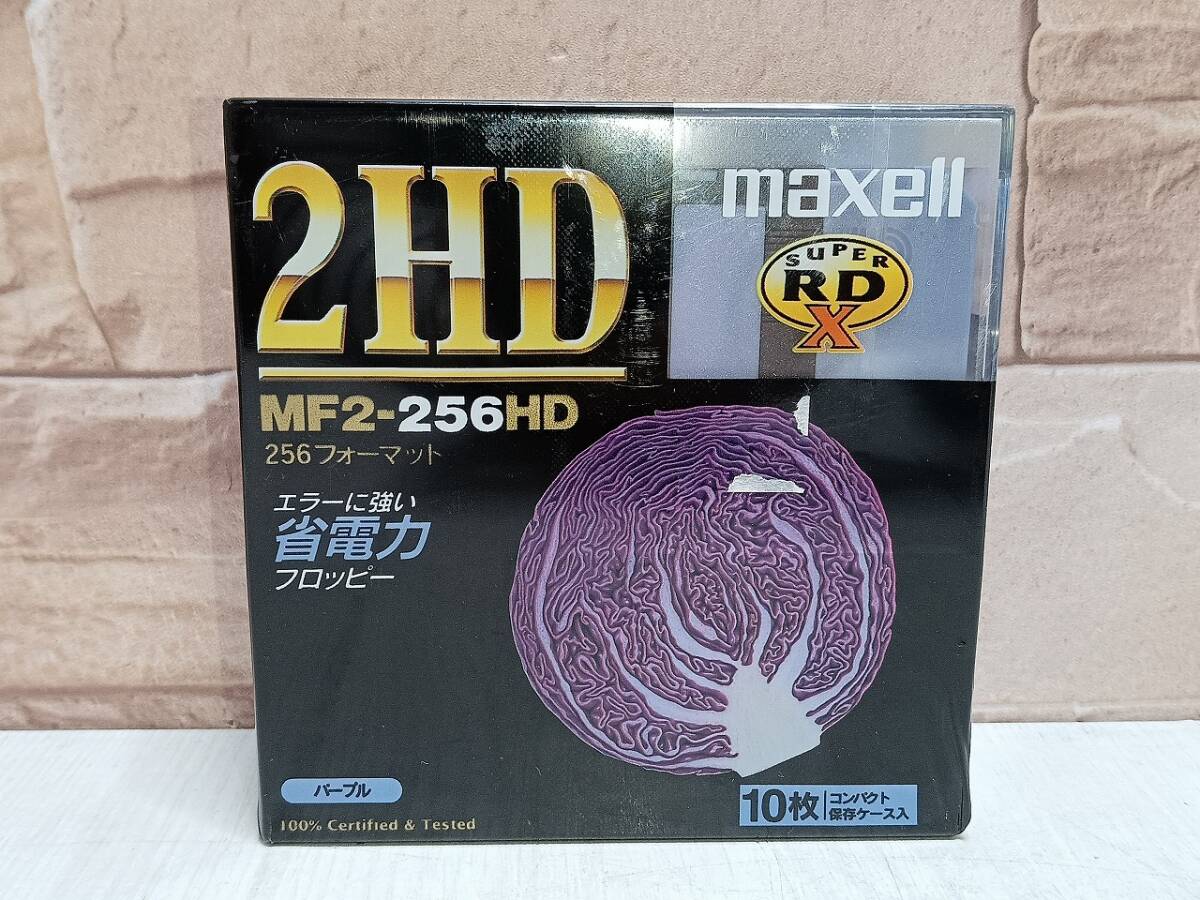 2HD
maxell
SUPER
RD
X
MF2-256HD
256フォーマット
エラーに強い
省電力
フロッピー
パープル
100% Certified & Tested
10枚
コンパクト
保存ケース入